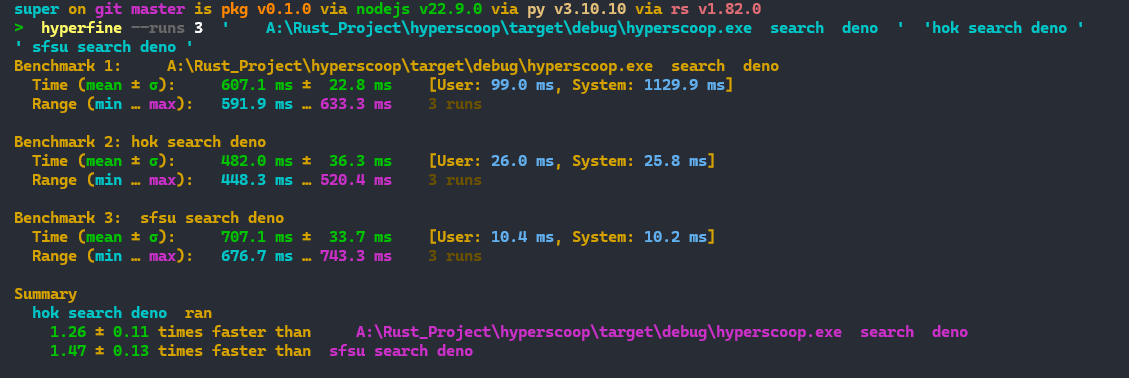 super on git master is pkg v0.1.0 via nodejs v22.9.0 via py v3.10.10 via rs v1.82.0
> hyperfine --runs 3 ' A:\Rust_Project\hyperscoop\target\debug\hyperscoop.exe search deno ' 'hok search deno '
' sfsu search deno '
Benchmark 1: A:\Rust_Project\hyperscoop\target\debug\hyperscoop.exe search deno
Time (mean ± σ): 607.1 ms ± 22.8 ms [User: 99.0 ms, System: 1129.9 ms]
Range (min … max): 591.9 ms … 633.3 ms 3 runs
Benchmark 2: hok search deno
Time (mean ± σ): 482.0 ms ± 36.3 ms [User: 26.0 ms, System: 25.8 ms]
Range (min … max): 448.3 ms … 520.4 ms 3 runs
Benchmark 3: sfsu search deno
Time (mean ± σ): 707.1 ms ± 33.7 ms [User: 10.4 ms, System: 10.2 ms]
Range (min … max): 676.7 ms … 743.3 ms 3 runs
Summary
hok search deno ran
1.26 ± 0.11 times faster than A:\Rust_Project\hyperscoop\target\debug\hyperscoop.exe search deno
1.47 ± 0.13 times faster than sfsu search deno